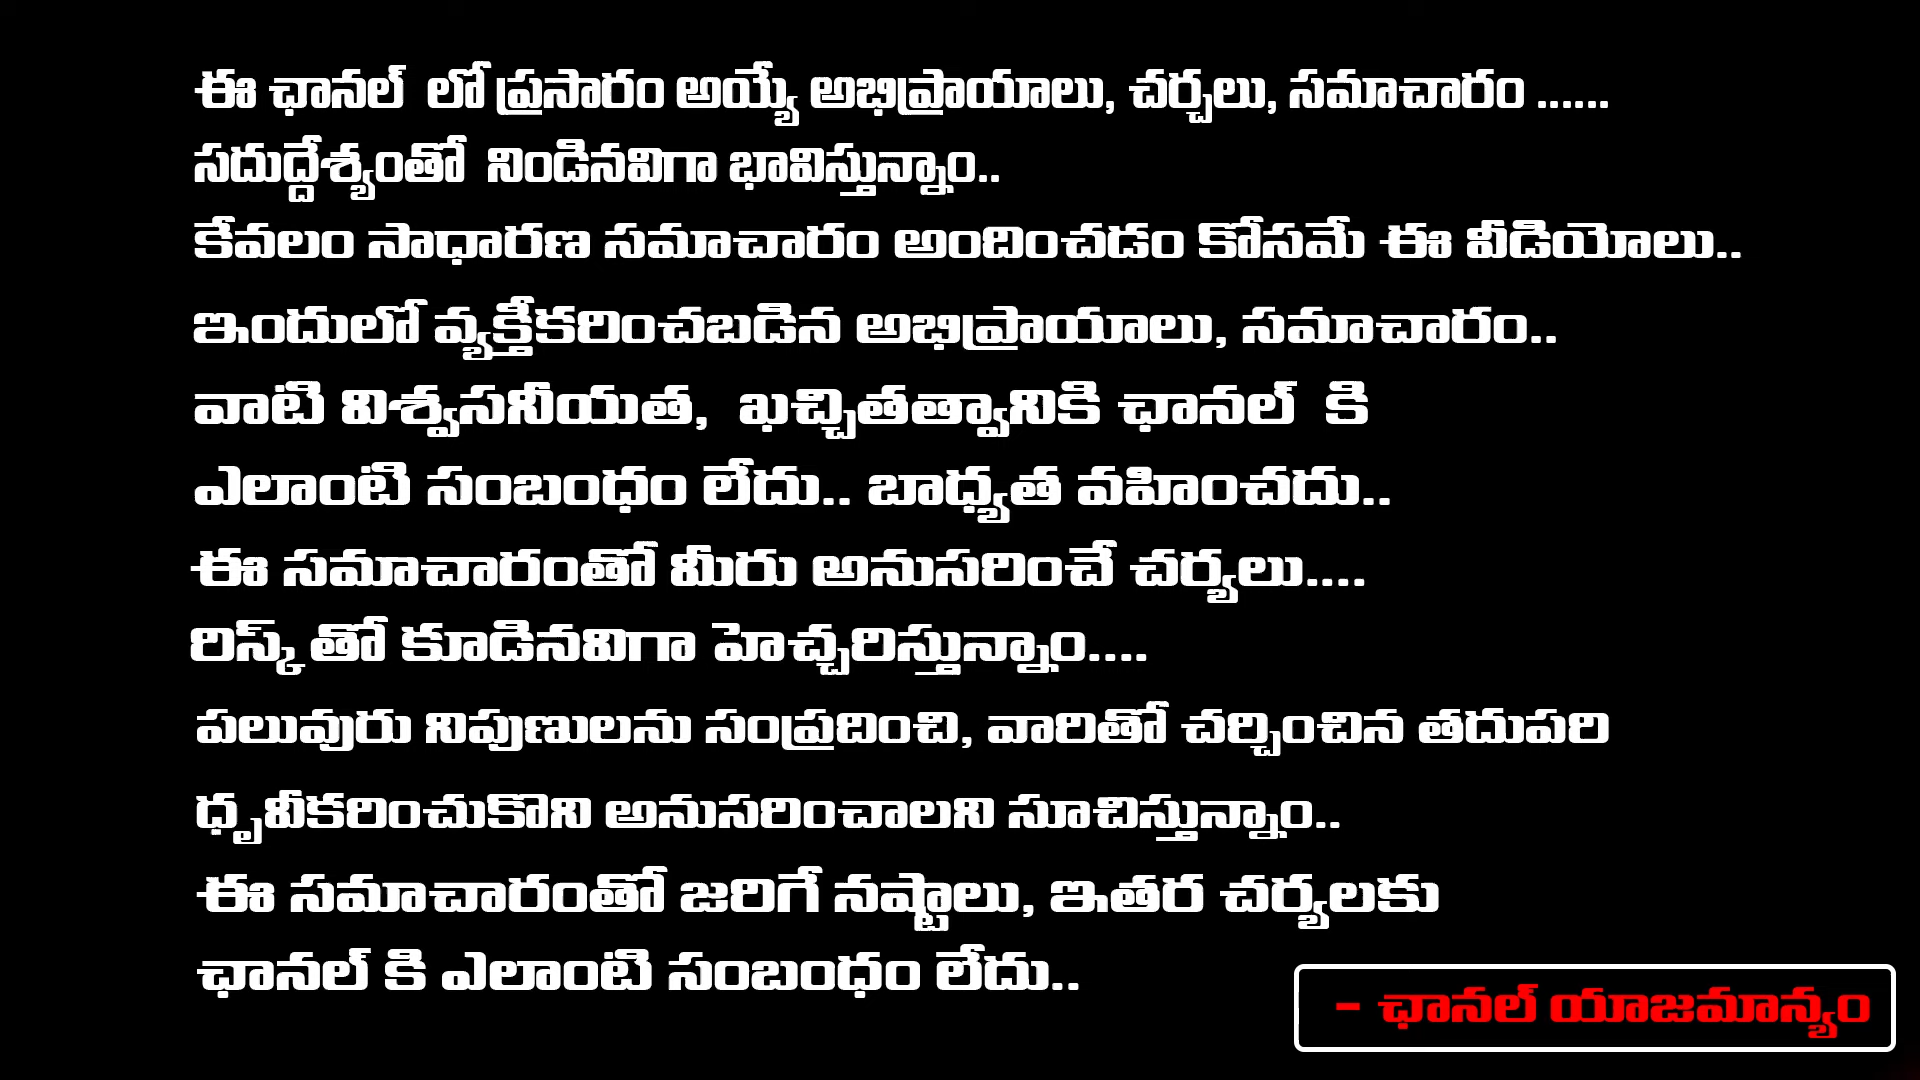 ఈ ఛానల్ లో ప్రసారం అయ్యే అభిప్రాయాలు, చర్చలు, సమాచారం ......
సదుద్దేశ్యంతో నిండినవిగా భావిస్తున్నాం..
కేవలం సాధారణ సమాచారం అందించడం కోసమే ఈ వీడియోలు..
ఇందులో వ్యక్తీకరించబడిన అభిప్రాయాలు, సమాచారం..
వాటి విశ్వసనీయత, ఖచ్చితత్వానికి ఛానల్ కి
ఎలాంటి సంబంధం లేదు.. బాధ్యత వహించదు..
ఈ సమాచారంతో మీరు అనుసరించే చర్యలు....
రిస్క్ తో కూడినవిగా హెచ్చరిస్తున్నాం....
పలువురు నిపుణులను సంప్రదించి, వారితో చర్చించిన తదుపరి
ధృవీకరించుకొని అనుసరించాలని సూచిస్తున్నాం..
ఈ సమాచారంతో జరిగే నష్టాలు, ఇతర చర్యలకు
ఛానల్ కి ఎలాంటి సంబంధం లేదు..
- ఛానల్ యాజమాన్యం